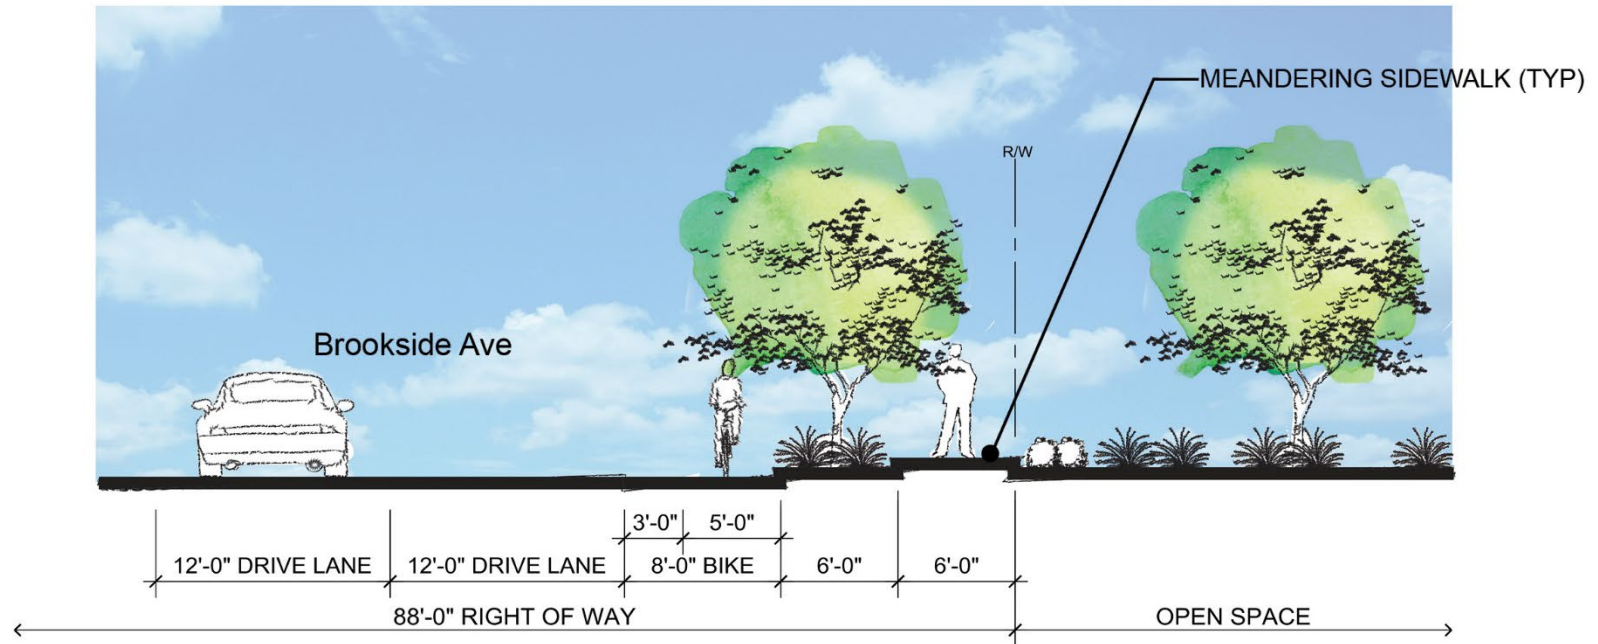 MEANDERING SIDEWALK (TYP)
R/W
Brookside Ave
3'-0" 5'-0"
12'-0" DRIVE LANE 12'-0" DRIVE LANE 8'-0" BIKE 6'-0" 6'-0"
88'-0" RIGHT OF WAY OPEN SPACE